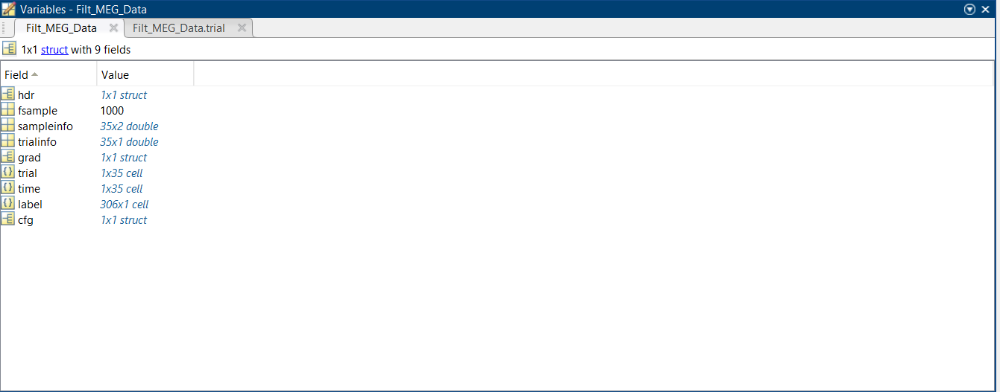 Variables - Filt_MEG_Data
Filt_MEG_Data Filt_MEG_Data.trial
1x1 struct with 9 fields
Field Value
hdr 1x1 struct
fsample 1000
sampleinfo 35x2 double
trialinfo 35x1 double
grad 1x1 struct
trial 1x35 cell
time 1x35 cell
label 306x1 cell
cfg 1x1 struct